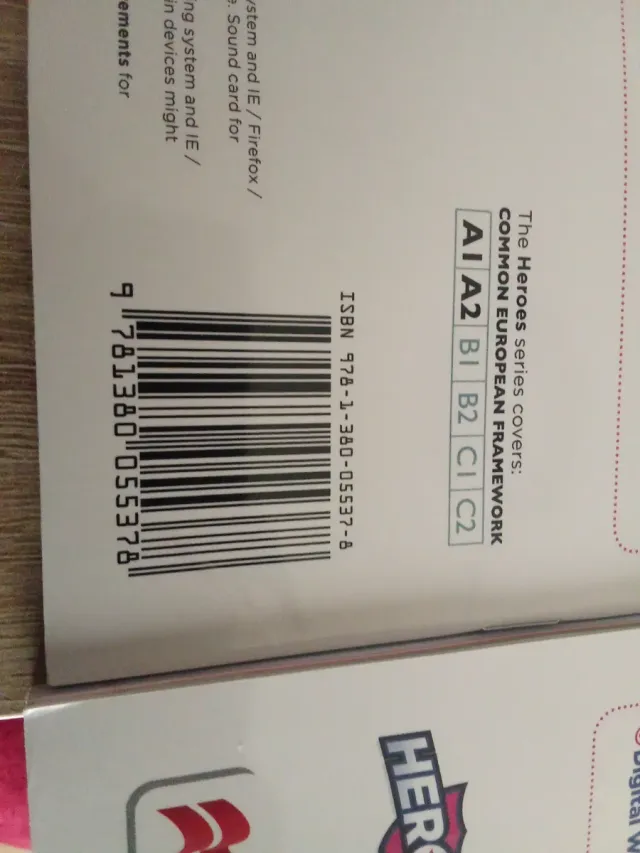 The Heroes series covers:
COMMON EUROPEAN FRAMEWORK
A1 A2 B1 B2 C1 C2
ystem and IE / Firefox /
e. Sound card for
ng system and IE /
in devices might
ements for
ISBN 978-1-380-05537-8
9 781380 055378
Digital W
HERO